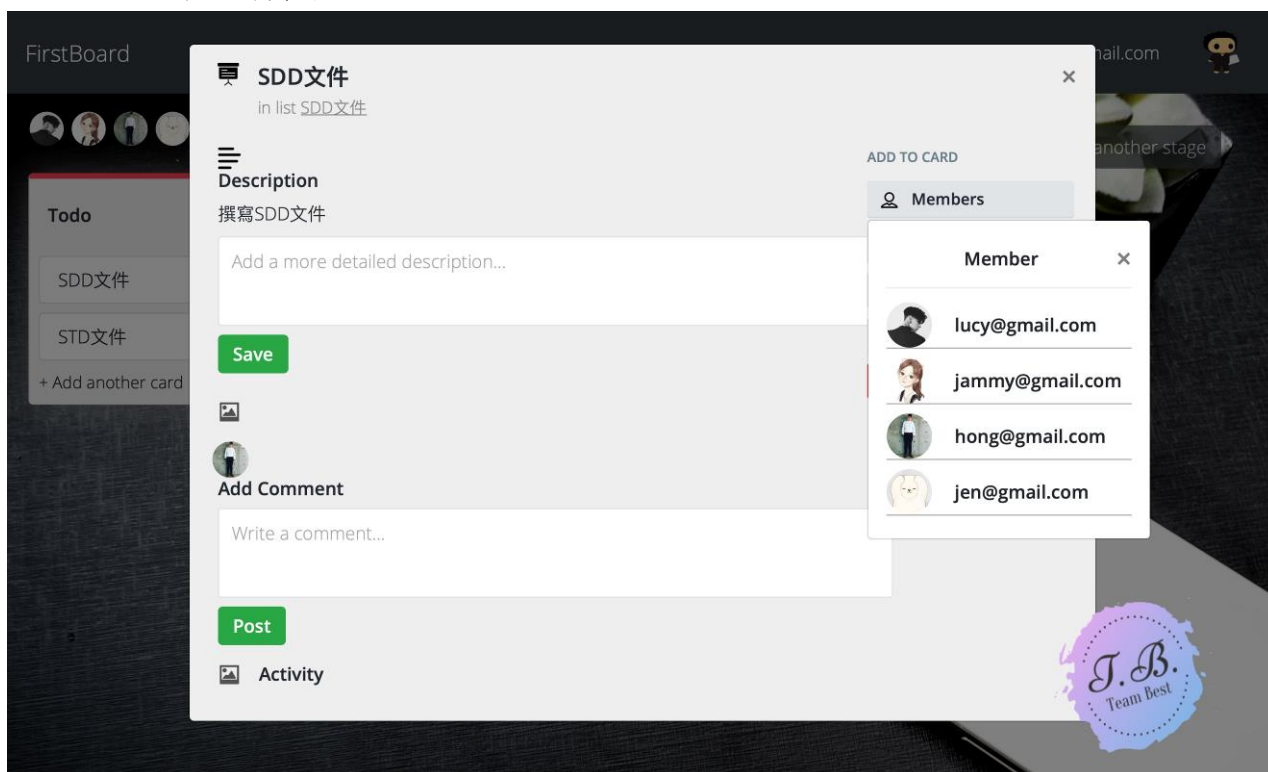 FirstBoard
SDD文件
×
in list SDD文件
ail.com
another stage
Description
撰寫SDD文件
Add a more detailed description...
Save
Add Comment
Write a comment...
Post
Activity
ADD TO CARD
Members
Member ×
lucy@gmail.com
jammy@gmail.com
hong@gmail.com
jen@gmail.com
Todo
SDD文件
STD文件
+ Add another card
T.B.
Team Best